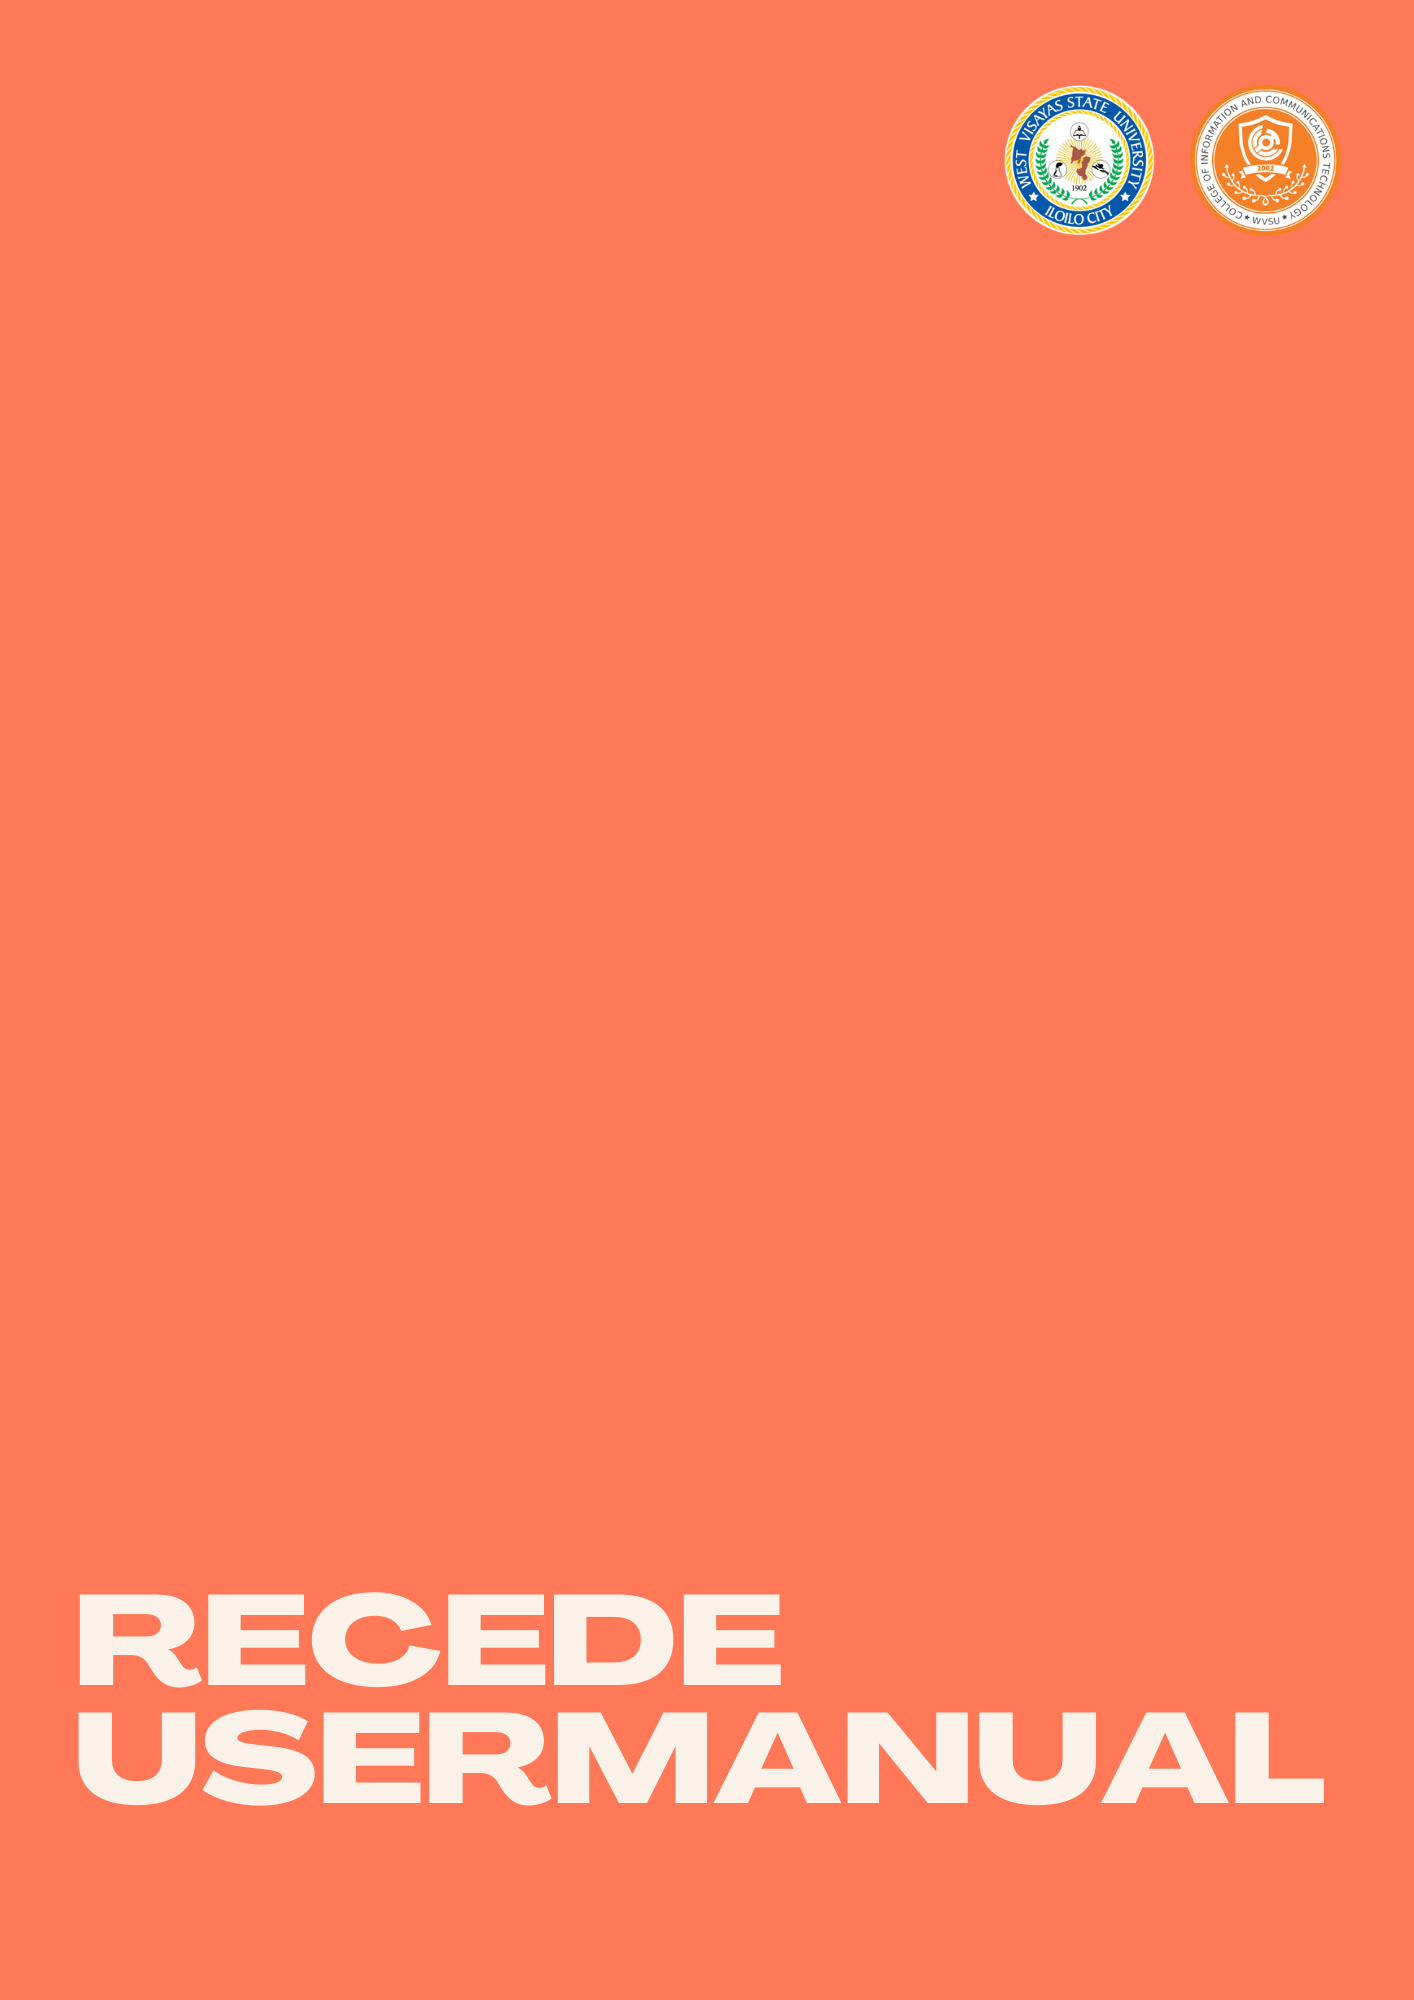 WEST VISAYAS STATE UNIVERSITY
1902
★ ILOILO CITY ★
COLLEGE OF INFORMATION AND COMMUNICATIONS TECHNOLOGY
2002
★ WVSU ★
RECEDE
USERMANUAL